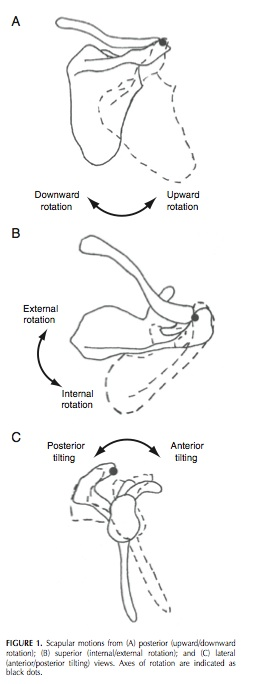 A
Downward rotation
Upward rotation
B
External rotation
Internal rotation
C
Posterior tilting
Anterior tilting
FIGURE 1. Scapular motions from (A) posterior (upward/downward
rotation); (B) superior (internal/external rotation); and (C) lateral
(anterior/posterior tilting) views. Axes of rotation are indicated as
black dots.